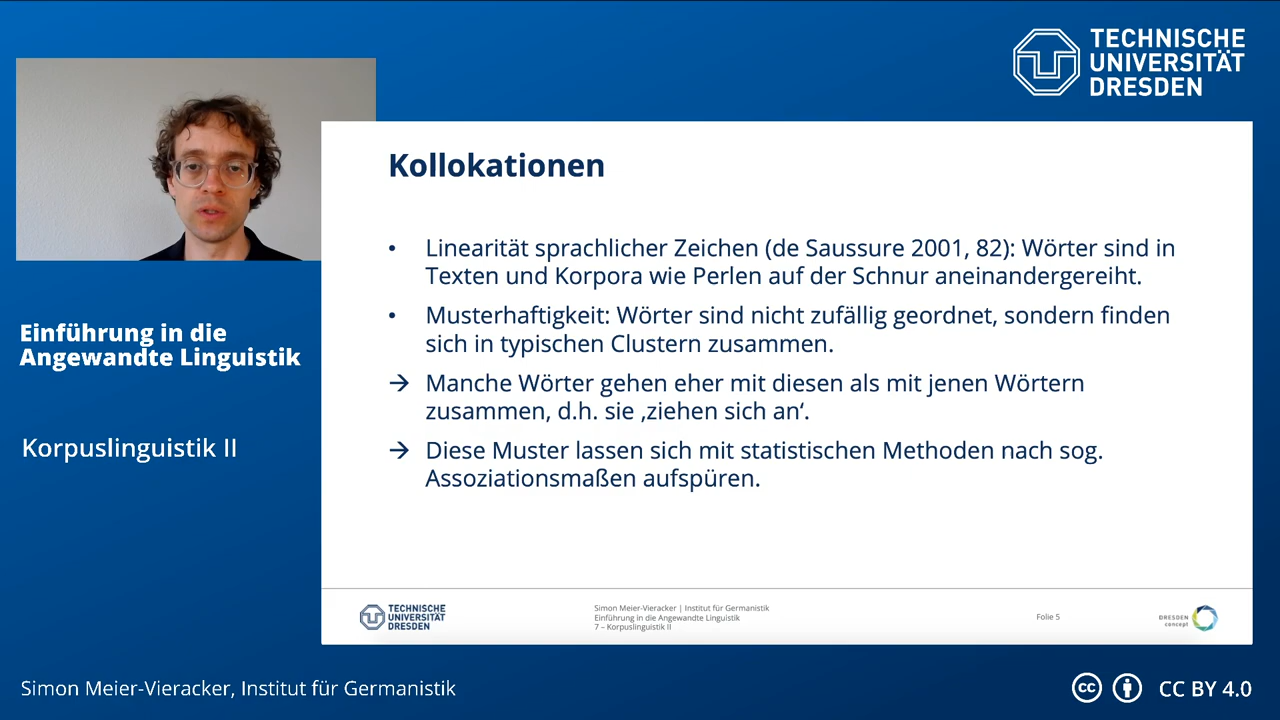 TECHNISCHE
UNIVERSITÄT
DRESDEN
Einführung in die
Angewandte Linguistik
Korpuslinguistik II
Kollokationen
• Linearität sprachlicher Zeichen (de Saussure 2001, 82): Wörter sind in
Texten und Korpora wie Perlen auf der Schnur aneinandergereiht.
• Musterhaftigkeit: Wörter sind nicht zufällig geordnet, sondern finden
sich in typischen Clustern zusammen.
→ Manche Wörter gehen eher mit diesen als mit jenen Wörtern
zusammen, d.h. sie ‚ziehen sich an‘.
→ Diese Muster lassen sich mit statistischen Methoden nach sog.
Assoziationsmaßen aufspüren.
TECHNISCHE
UNIVERSITÄT
DRESDEN
Simon Meier-Vieracker | Institut für Germanistik
Einführung in die Angewandte Linguistik
7 – Korpuslinguistik II
Folie 5
DRESDEN
concept
Simon Meier-Vieracker, Institut für Germanistik
cc CC BY 4.0